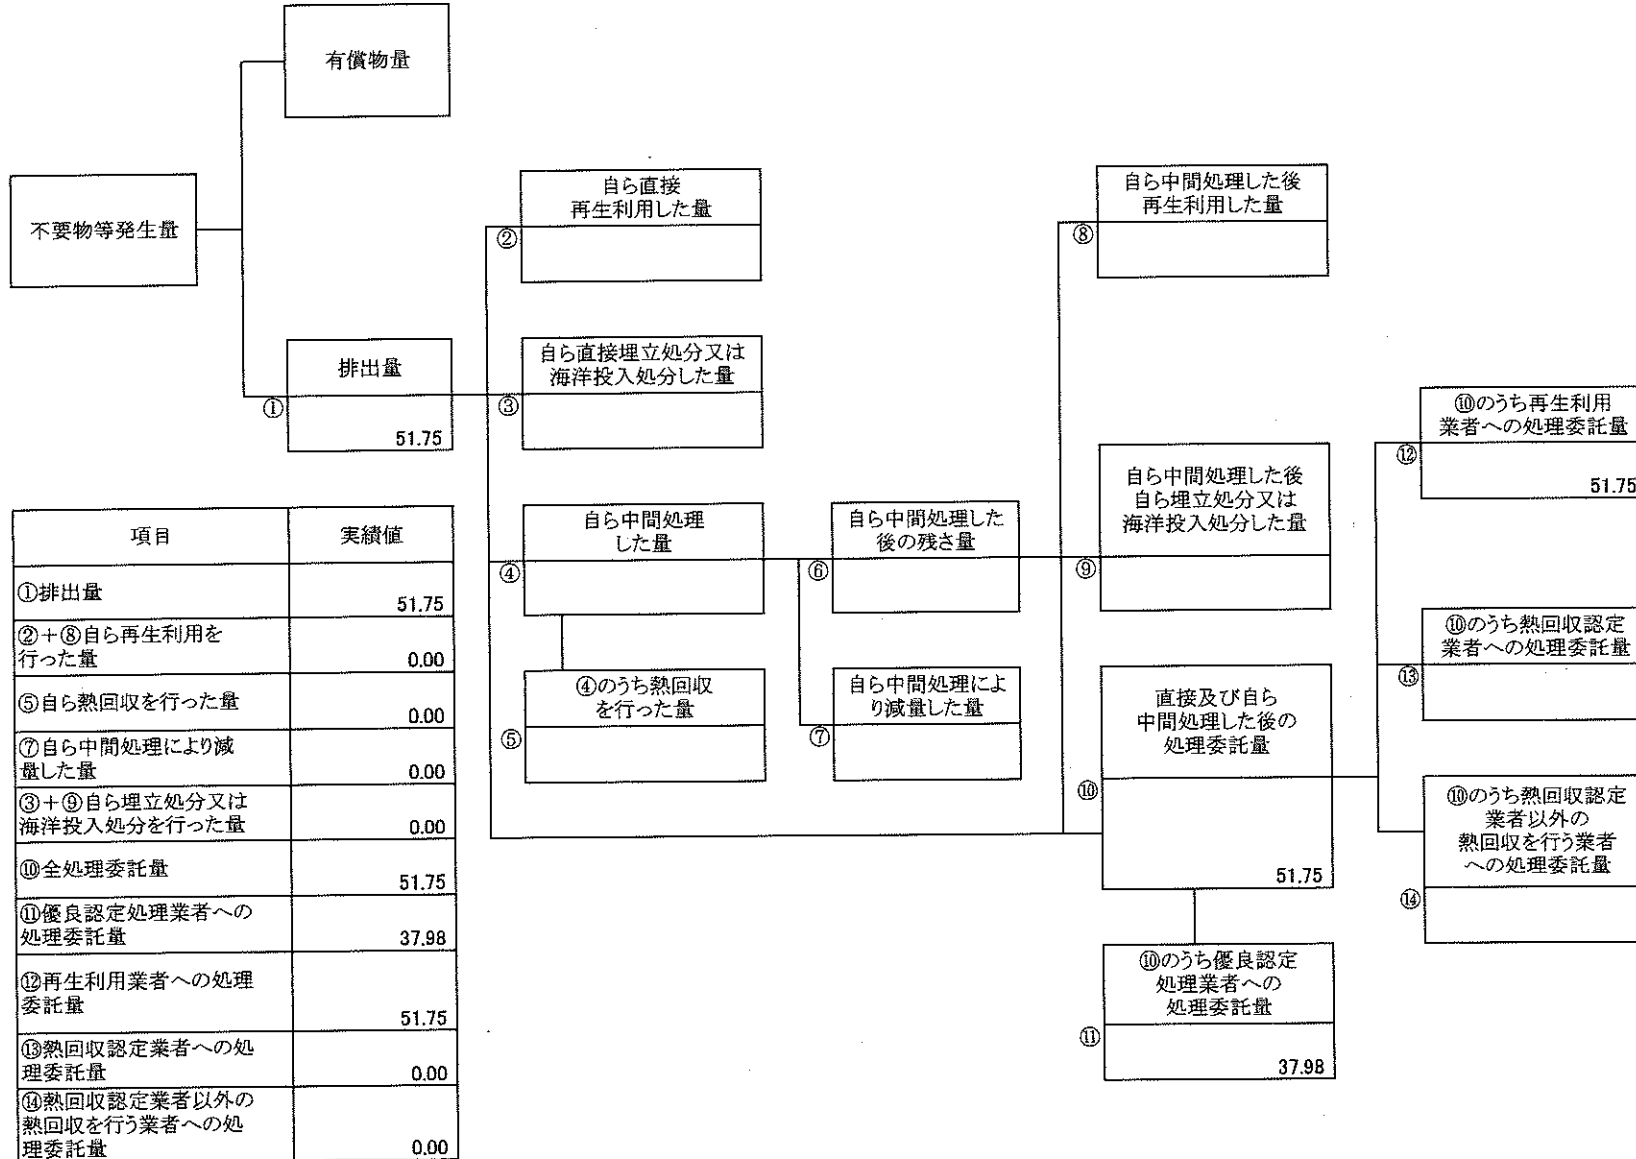 有償物量
不要物等発生量
排出量
①
51.75
自ら直接
再生利用した量
②
自ら直接埋立処分又は
海洋投入処分した量
③
自ら中間処理
した量
④
④のうち熱回収
を行った量
⑤
自ら中間処理した
後の残さ量
⑥
自ら中間処理によ
り減量した量
⑦
自ら中間処理した後
再生利用した量
⑧
自ら中間処理した後
自ら埋立処分又は
海洋投入処分した量
⑨
直接及び自ら
中間処理した後の
処理委託量
⑩
51.75
⑩のうち優良認定
処理業者への
処理委託量
⑪
37.98
⑩のうち再生利用
業者への処理委託量
⑫
51.75
⑩のうち熱回収認定
業者への処理委託量
⑬
⑩のうち熱回収認定
業者以外の
熱回収を行う業者
への処理委託量
⑭
項目 実績値
①排出量 51.75
②+⑧自ら再生利用を
行った量 0.00
⑤自ら熱回収を行った量 0.00
⑦自ら中間処理により減
量した量 0.00
③+⑨自ら埋立処分又は
海洋投入処分を行った量 0.00
⑩全処理委託量 51.75
⑪優良認定処理業者への
処理委託量 37.98
⑫再生利用業者への処理
委託量 51.75
⑬熱回収認定業者への処
理委託量 0.00
⑭熱回収認定業者以外の
熱回収を行う業者への処
理委託量 0.00